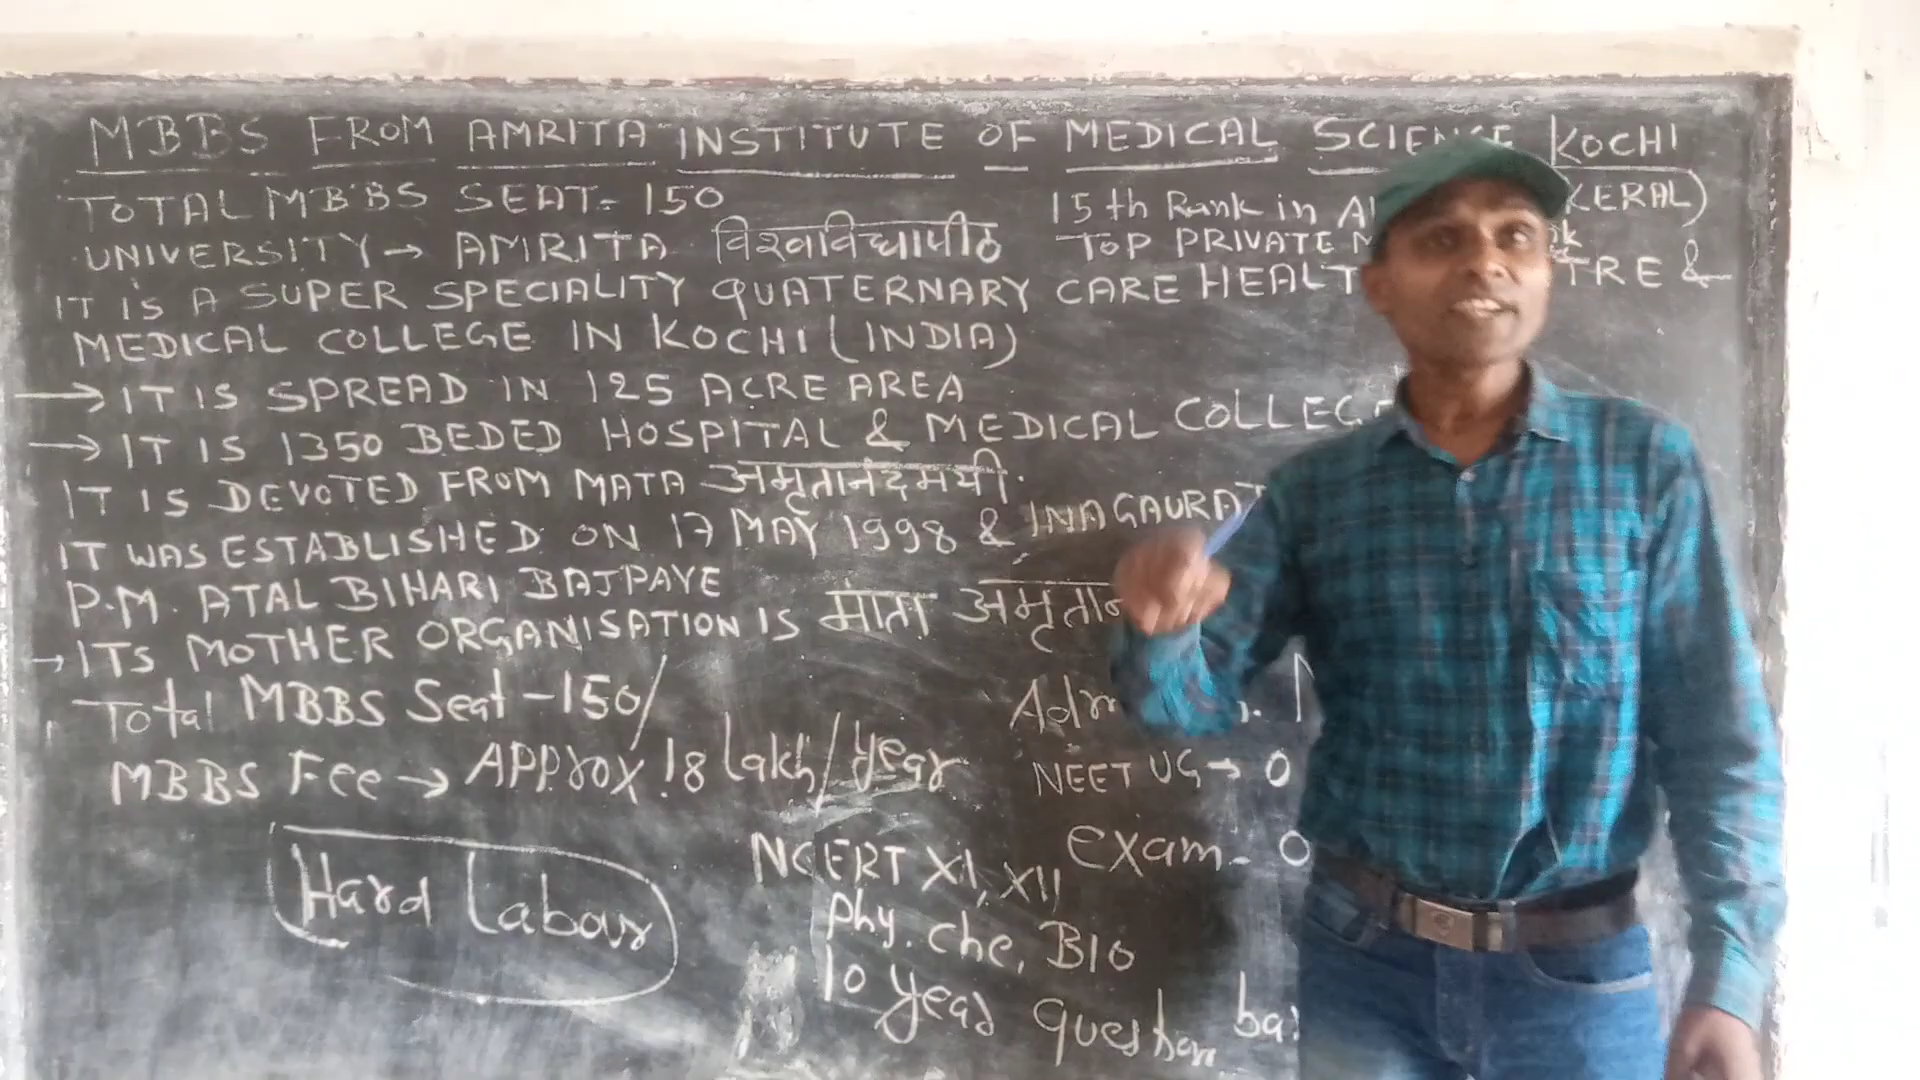 MBBS FROM AMRITA INSTITUTE OF MEDICAL SCIENCE KOCHI
TOTAL MBBS SEAT- 150
15th Rank in
KERAL)
UNIVERSITY → AMRITA विश्वविद्यापीठ
TOP PRIVATE
IT IS A SUPER SPECIALITY QUATERNARY CARE HEALT TRE &
MEDICAL COLLEGE IN KOCHI (INDIA)
→ IT IS SPREAD IN 125 ACRE AREA
→ IT IS 1350 BEDED HOSPITAL & MEDICAL COLLEGE
IT IS DEVOTED FROM MATA अमृतानंदमयी.
IT WAS ESTABLISHED ON 17 MAY 1998 & INAGAURAT
P.M. ATAL BIHARI BAJPAYE
→ ITS MOTHER ORGANISATION IS माता अमृतान
Total MBBS Seat - 150/
MBBS Fee → APProx 18 lakh/year
Adm
NEET UG → 0
exam - 0
Hard Labour
NCERT XI, XII
Phy. che, BIO
10 year question